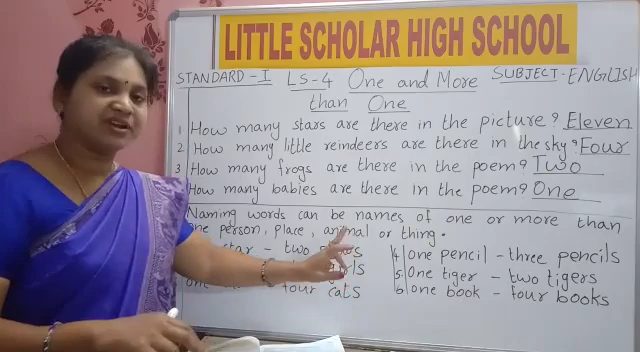 LITTLE SCHOLAR HIGH SCHOOL
STANDARD-I LS-4 One and More SUBJECT-ENGLISH
than One
1 How many stars are there in the picture? Eleven
2 How many little reindeers are there in the sky? Four
3 How many frogs are there in the poem? Two
How many babies are there in the poem? One
Naming words can be names of one or more than
one person, place, animal or thing.
star - two 4 one pencil - three pencils
5 one tiger - two tigers
four cats 6 one book - four books